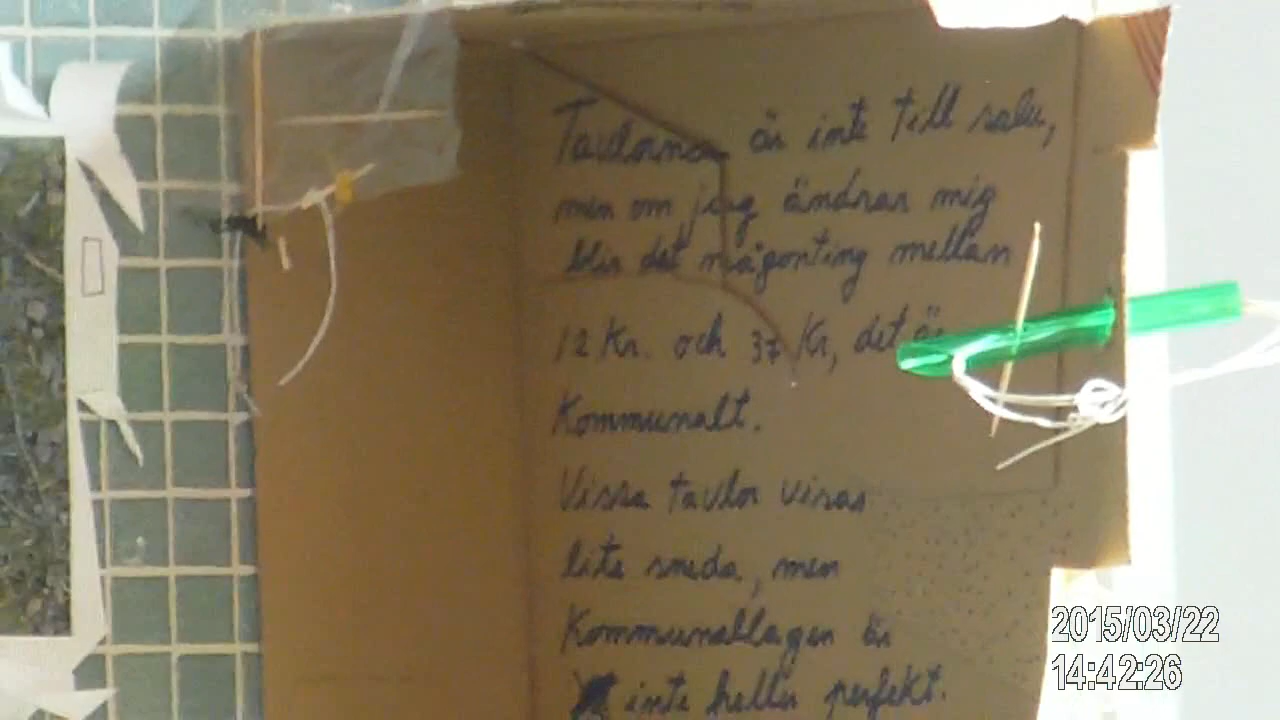 Tavlorna är inte till salu,
men om jag ändrar mig
blir det någonting mellan
12 Kr. och 37 Kr, det är
Kommunalt.
Vissa tavlor visas
lite sneda, men
Kommunallagen är
inte heller perfekt.
2015/03/22
14:42:26